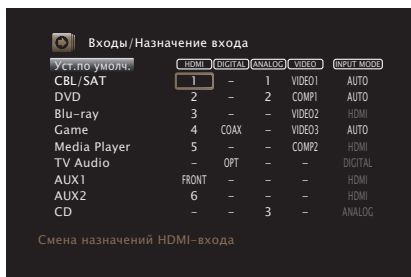 Входы/Назначение входа
Уст.по умолч. HDMI DIGITAL ANALOG VIDEO INPUT MODE
CBL/SAT 1 – 1 VIDEO1 AUTO
DVD 2 – 2 COMP1 AUTO
Blu-ray 3 – – VIDEO2 HDMI
Game 4 COAX – VIDEO3 AUTO
Media Player 5 – – COMP2 HDMI
TV Audio – OPT – – DIGITAL
AUX1 FRONT – – – HDMI
AUX2 6 – – – HDMI
CD – – 3 – ANALOG
Смена назначений HDMI-входа